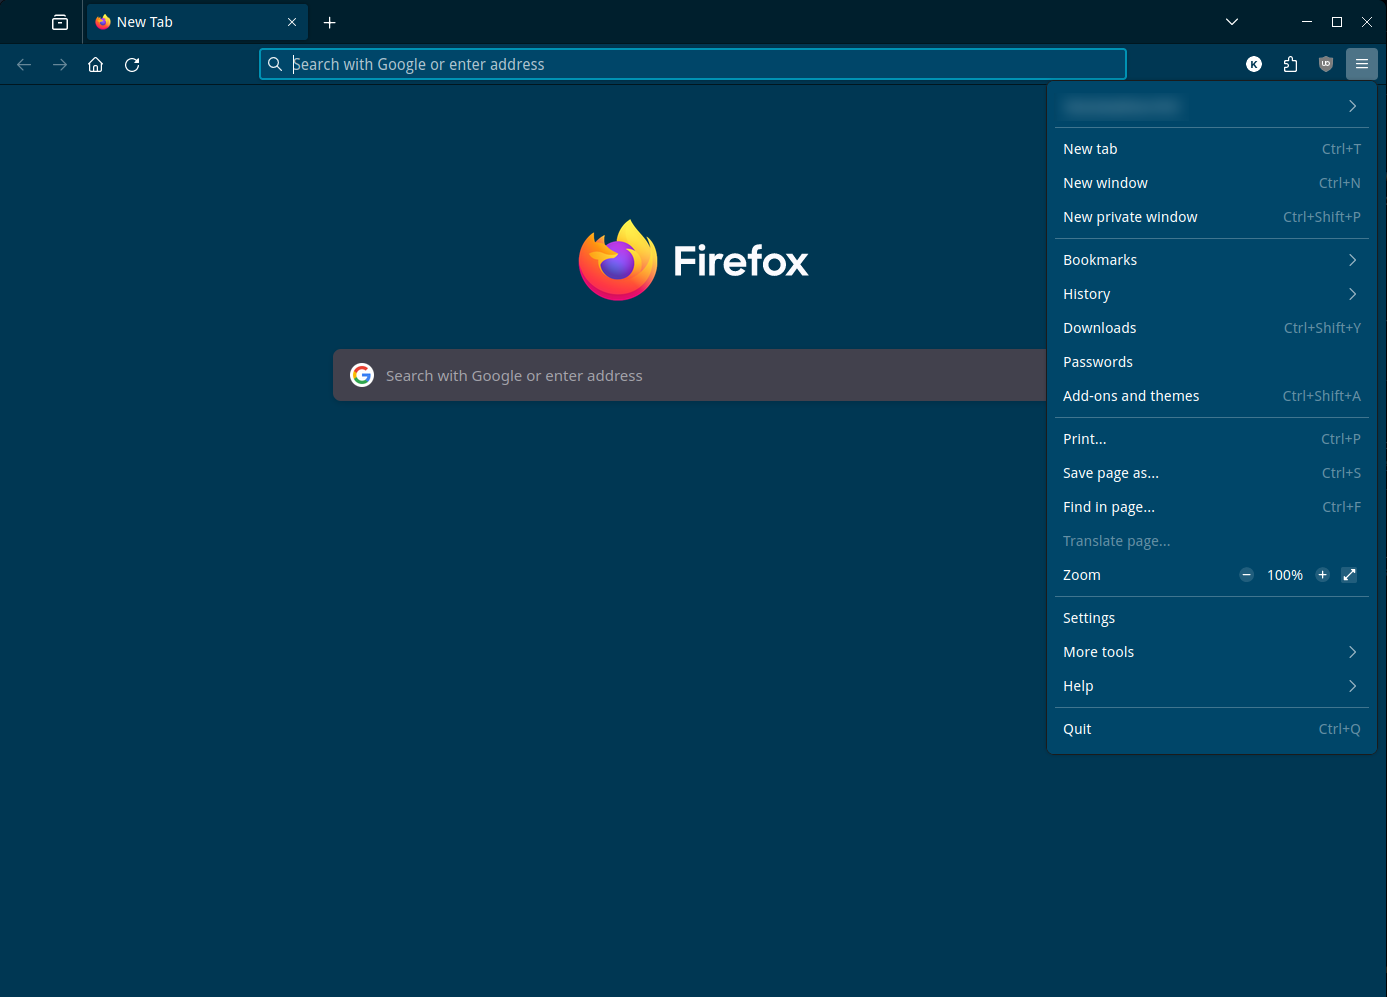 New Tab
Search with Google or enter address
K
UO
Firefox
Search with Google or enter address
New tab Ctrl+T
New window Ctrl+N
New private window Ctrl+Shift+P
Bookmarks
History
Downloads Ctrl+Shift+Y
Passwords
Add-ons and themes Ctrl+Shift+A
Print... Ctrl+P
Save page as... Ctrl+S
Find in page... Ctrl+F
Translate page...
Zoom 100%
Settings
More tools
Help
Quit Ctrl+Q